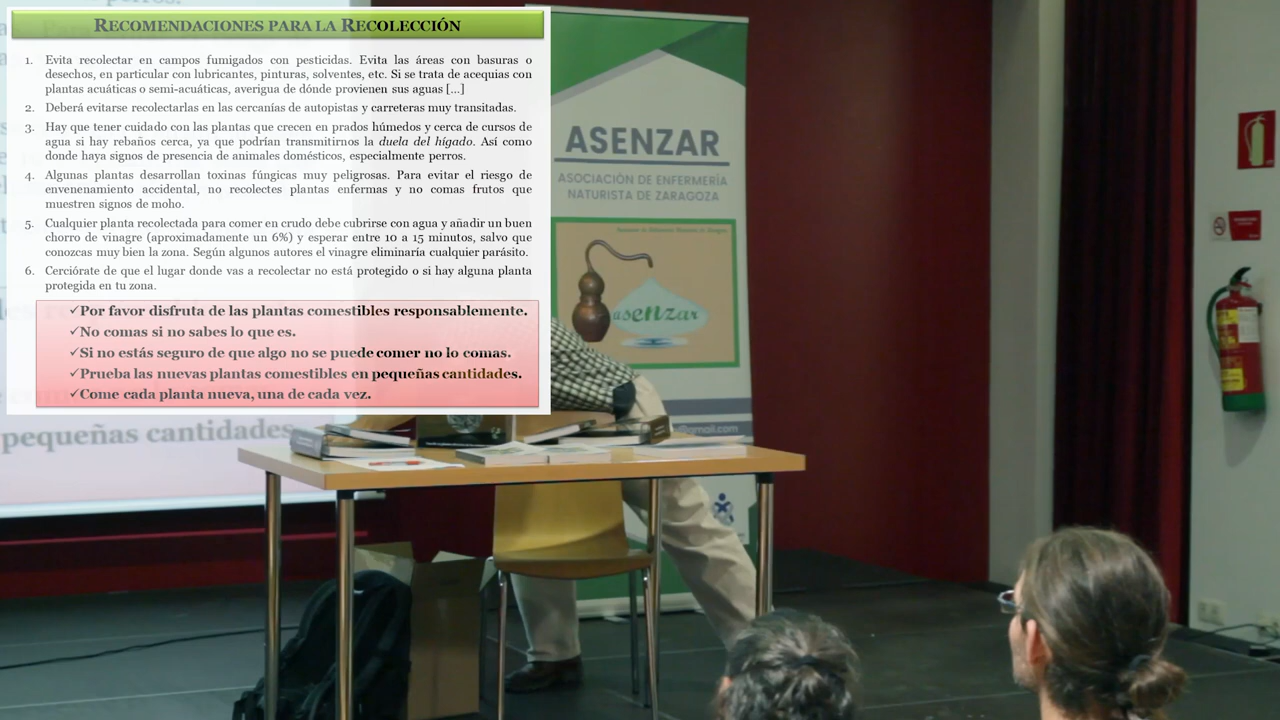 RECOMENDACIONES PARA LA RECOLECCIÓN
1. Evita recolectar en campos fumigados con pesticidas. Evita las áreas con basuras o
desechos, en particular con lubricantes, pinturas, solventes, etc. Si se trata de acequias con
plantas acuáticas o semi-acuáticas, averigua de dónde provienen sus aguas [...]
2. Deberá evitarse recolectarlas en las cercanías de autopistas y carreteras muy transitadas.
3. Hay que tener cuidado con las plantas que crecen en prados húmedos y cerca de cursos de
agua si hay rebaños cerca, ya que podrían transmitirnos la duela del hígado. Así como
donde haya signos de presencia de animales domésticos, especialmente perros.
4. Algunas plantas desarrollan toxinas fúngicas muy peligrosas. Para evitar el riesgo de
envenenamiento accidental, no recolectes plantas enfermas y no comas frutos que
muestren signos de moho.
5. Cualquier planta recolectada para comer en crudo debe cubrirse con agua y añadir un buen
chorro de vinagre (aproximadamente un 6%) y esperar entre 10 a 15 minutos, salvo que
conozcas muy bien la zona. Según algunos autores el vinagre eliminaría cualquier parásito.
6. Cerciórate de que el lugar donde vas a recolectar no está protegido o si hay alguna planta
protegida en tu zona.
✓Por favor disfruta de las plantas comestibles responsablemente.
✓No comas si no sabes lo que es.
✓Si no estás seguro de que algo no se puede comer no lo comas.
✓Prueba las nuevas plantas comestibles en pequeñas cantidades.
✓Come cada planta nueva, una de cada vez.
pequeñas cantidades.
ASENZAR
ASOCIACIÓN DE ENFERMERÍA
NATURISTA DE ZARAGOZA
asenzar
@gmail.com